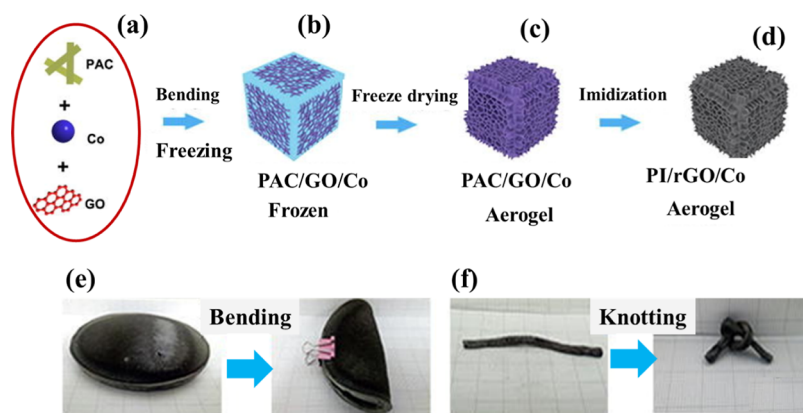 (a)
PAC
+
Co
+
GO
Bending
Freezing
(b)
PAC/GO/Co
Frozen
Freeze drying
(c)
PAC/GO/Co
Aerogel
Imidization
(d)
PI/rGO/Co
Aerogel
(e)
Bending
(f)
Knotting